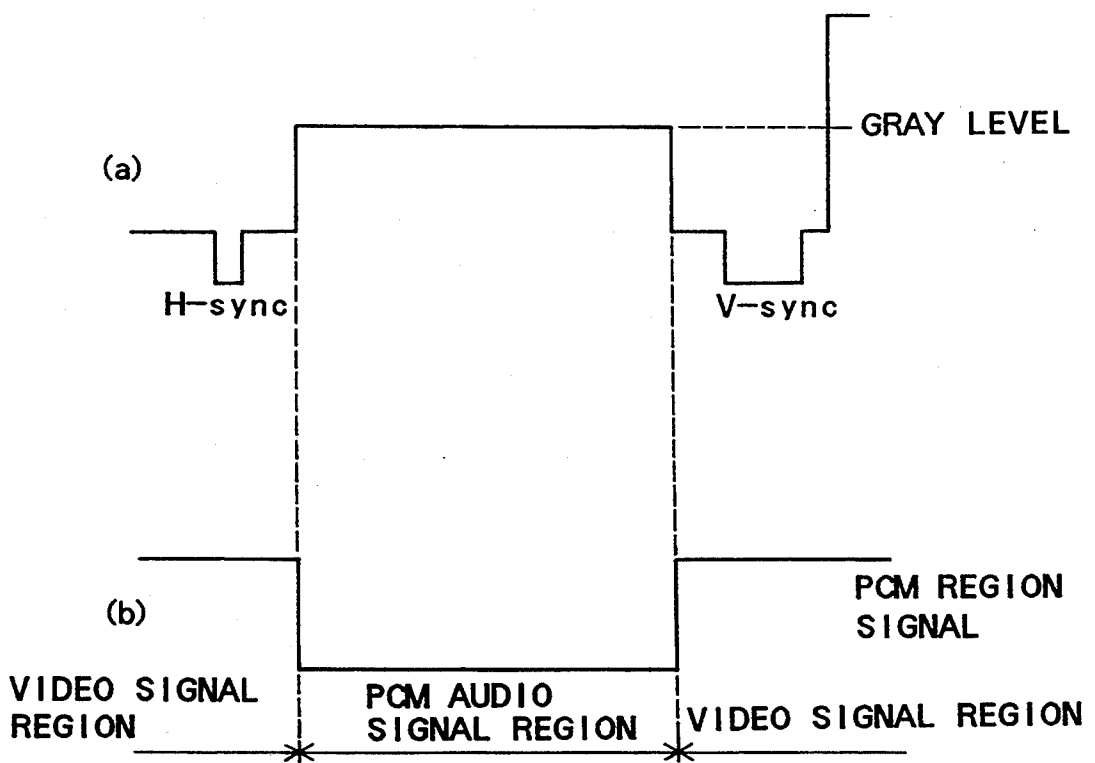 GRAY LEVEL
(a)
H-sync
V-sync
(b)
PCM REGION
SIGNAL
VIDEO SIGNAL
REGION
PCM AUDIO
SIGNAL REGION
VIDEO SIGNAL REGION